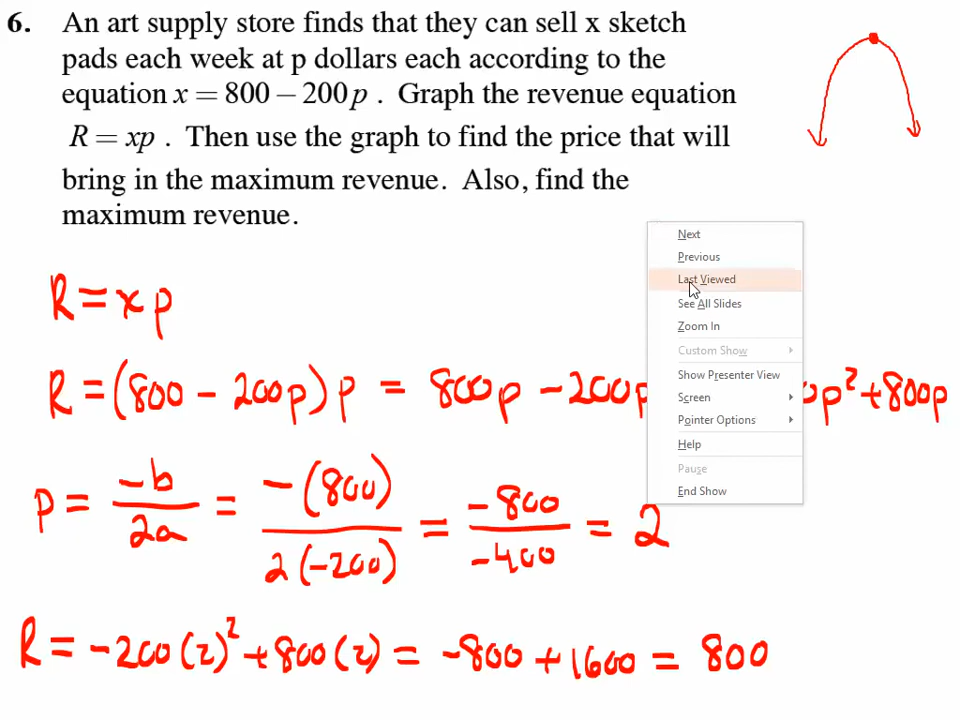 6. An art supply store finds that they can sell x sketch
pads each week at p dollars each according to the
equation x = 800 − 200p . Graph the revenue equation
R = xp . Then use the graph to find the price that will
bring in the maximum revenue. Also, find the
maximum revenue.
R = xp
R = (800 - 200p)p = 800p - 200p 0p² + 800p
p = -b/2a = -(800)/2(-200) = -800/-400 = 2
R = -200(2)² + 800(2) = -800 + 1600 = 800
Next
Previous
Last Viewed
See All Slides
Zoom In
Custom Show
Show Presenter View
Screen
Pointer Options
Help
Pause
End Show